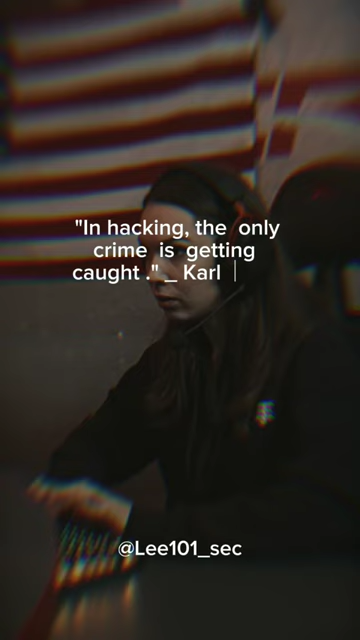 "In hacking, the only
crime is getting
caught ." _ Karl |
@Lee101_sec